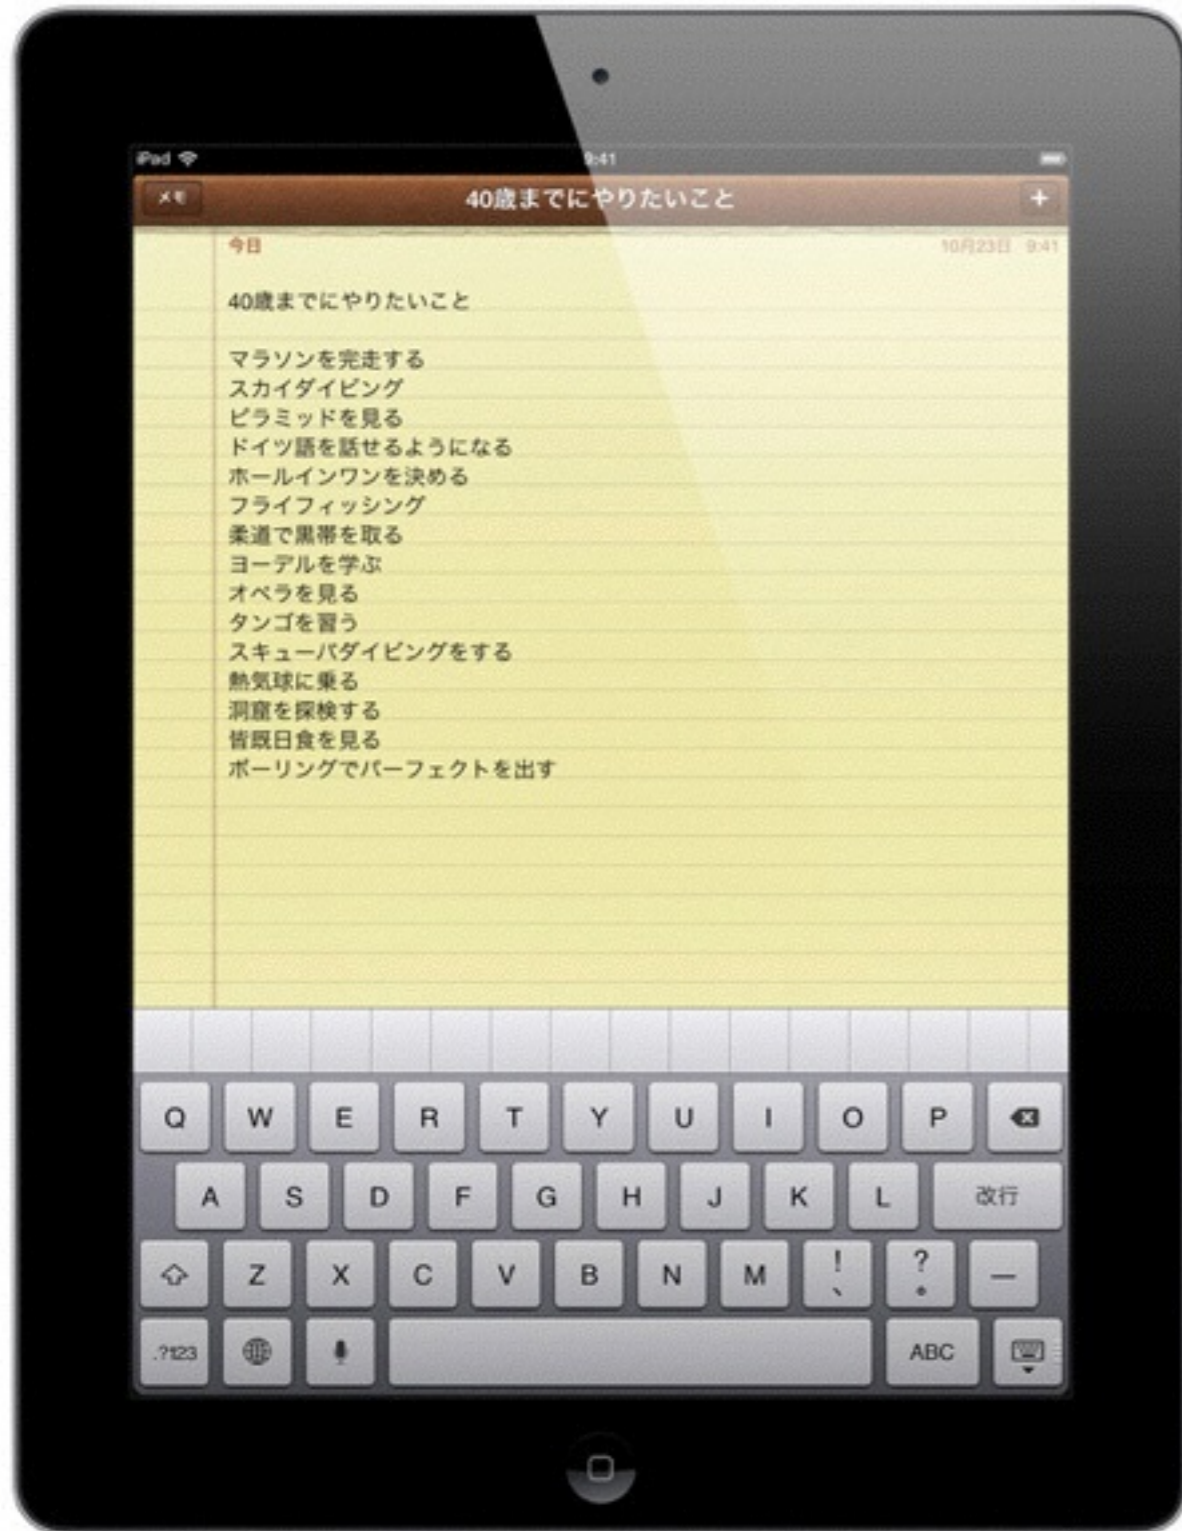 iPad 9:41
メモ 40歳までにやりたいこと +
今日 10月23日 9:41
40歳までにやりたいこと
マラソンを完走する
スカイダイビング
ピラミッドを見る
ドイツ語を話せるようになる
ホールインワンを決める
フライフィッシング
柔道で黒帯を取る
ヨーデルを学ぶ
オペラを見る
タンゴを習う
スキューバダイビングをする
熱気球に乗る
洞窟を探検する
皆既日食を見る
ボーリングでパーフェクトを出す
Q W E R T Y U I O P
A S D F G H J K L 改行
Z X C V B N M ! 、 ? 。 ー
.?123 ABC